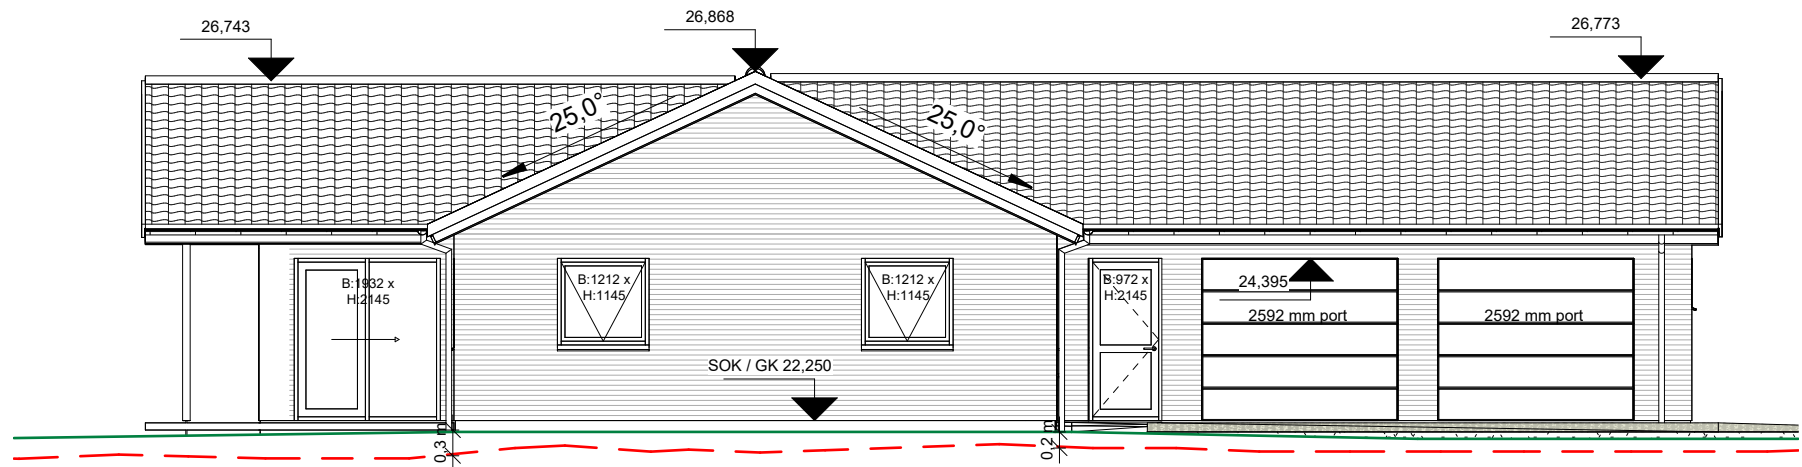 26,743
26,868
26,773
25,0°
25,0°
B:1932 x
H:2145
B:1212 x
H:1145
B:1212 x
H:1145
B:972 x
H:2145
24,395
2592 mm port
2592 mm port
SOK / GK 22,250
0,3 m
0,2 m